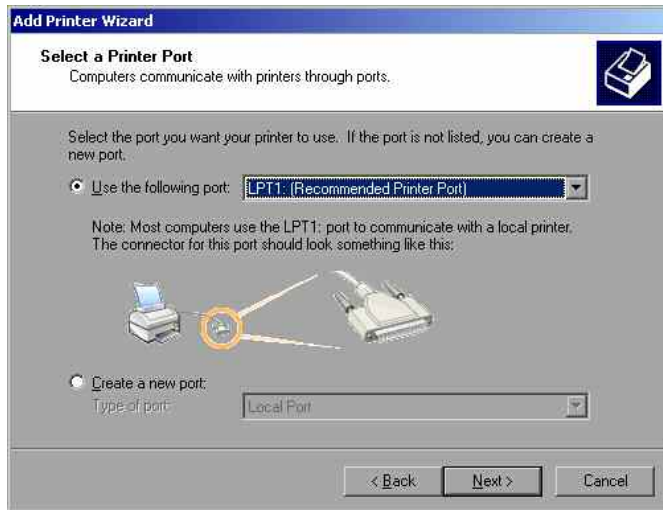 Add Printer Wizard
Select a Printer Port
Computers communicate with printers through ports.
Select the port you want your printer to use. If the port is not listed, you can create a
new port.
Use the following port: LPT1: (Recommended Printer Port)
Note: Most computers use the LPT1: port to communicate with a local printer.
The connector for this port should look something like this:
Create a new port:
Type of port: Local Port
< Back Next > Cancel